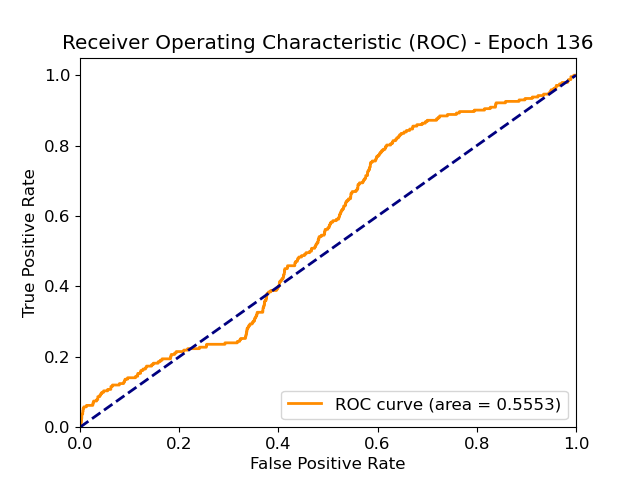 Receiver Operating Characteristic (ROC) - Epoch 136
True Positive Rate
1.0
0.8
0.6
0.4
0.2
0.0
ROC curve (area = 0.5553)
0.0 0.2 0.4 0.6 0.8 1.0
False Positive Rate